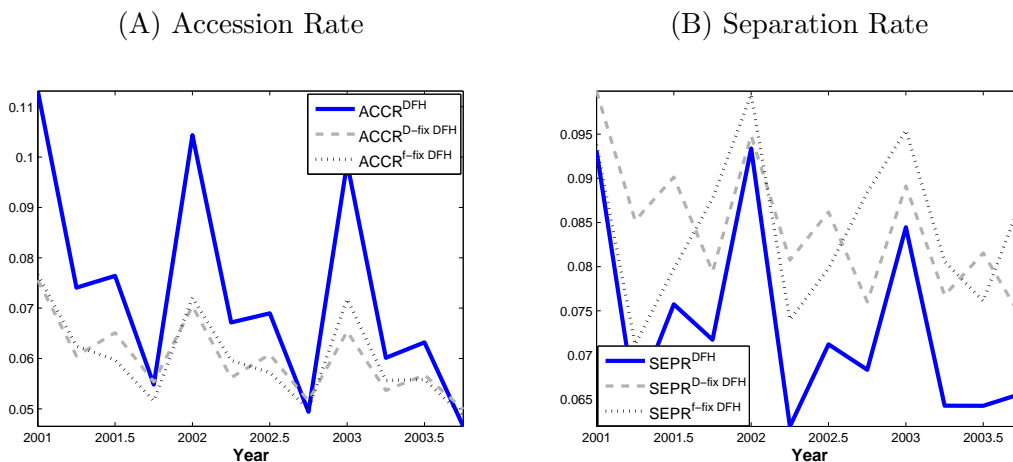 (A) Accession Rate
0.11
0.1
0.09
0.08
0.07
0.06
0.05
2001 2001.5 2002 2002.5 2003 2003.5
Year
ACCR^DFH
ACCR^D−fix DFH
ACCR^f−fix DFH
(B) Separation Rate
0.095
0.09
0.085
0.08
0.075
0.07
0.065
2001 2001.5 2002 2002.5 2003 2003.5
Year
SEPR^DFH
SEPR^D−fix DFH
SEPR^f−fix DFH